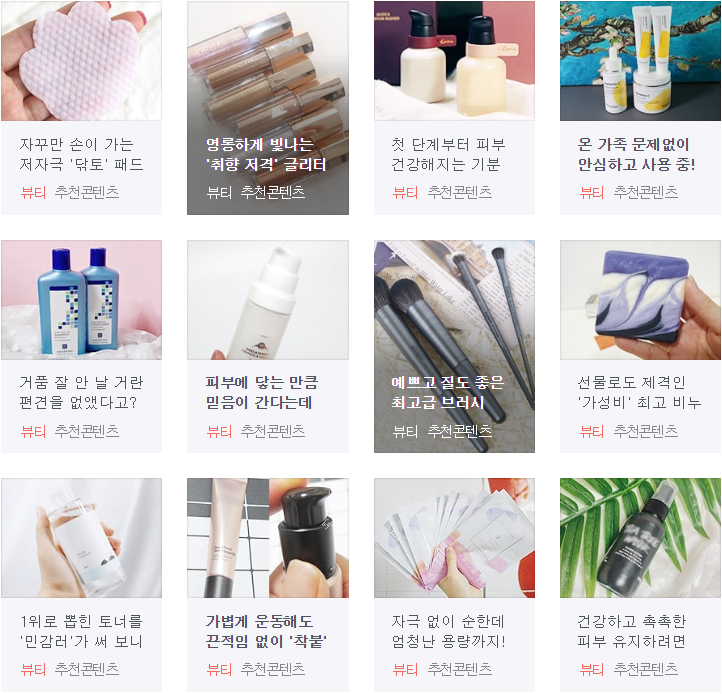 자꾸만 손이 가는
저자극 '닦토' 패드
뷰티 추천콘텐츠
영롱하게 빛나는
'취향 저격' 글리터
뷰티 추천콘텐츠
첫 단계부터 피부
건강해지는 기분
뷰티 추천콘텐츠
온 가족 문제없이
안심하고 사용 중!
뷰티 추천콘텐츠
거품 잘 안 날 거란
편견을 없앴다고?
뷰티 추천콘텐츠
피부에 닿는 만큼
믿음이 간다는데
뷰티 추천콘텐츠
예쁘고 질도 좋은
최고급 브러시
뷰티 추천콘텐츠
선물로도 제격인
'가성비' 최고 비누
뷰티 추천콘텐츠
1위로 뽑힌 토너를
'민감러'가 써 보니
뷰티 추천콘텐츠
가볍게 운동해도
끈적임 없이 '착붙'
뷰티 추천콘텐츠
자극 없이 순한데
엄청난 용량까지!
뷰티 추천콘텐츠
건강하고 촉촉한
피부 유지하려면
뷰티 추천콘텐츠